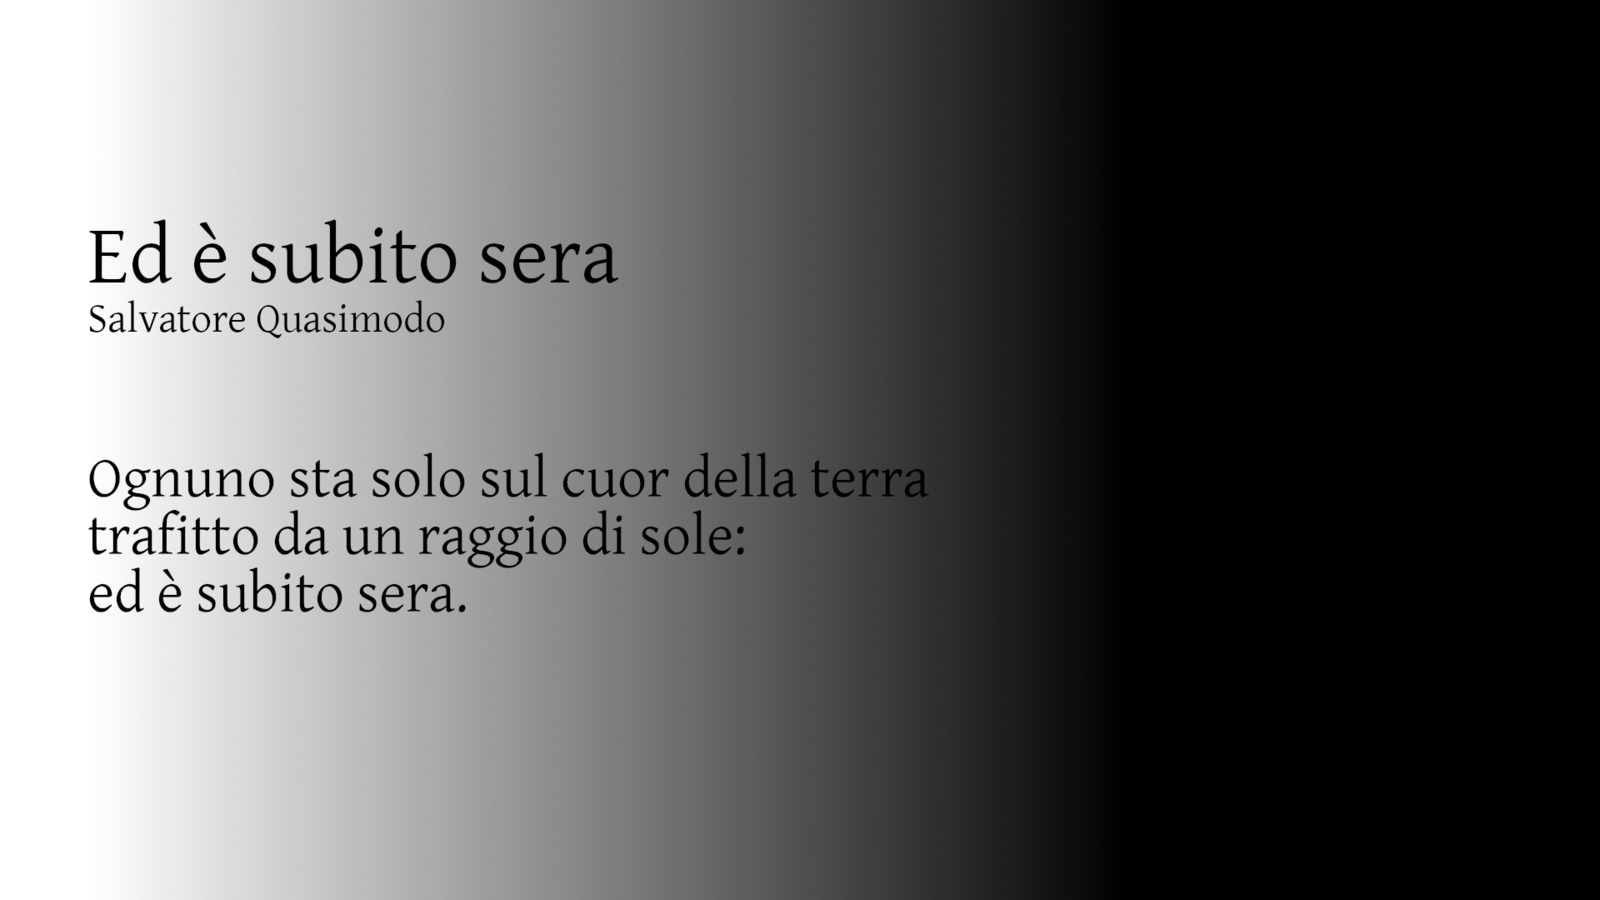 Ed è subito sera
Salvatore Quasimodo
Ognuno sta solo sul cuor della terra
trafitto da un raggio di sole:
ed è subito sera.